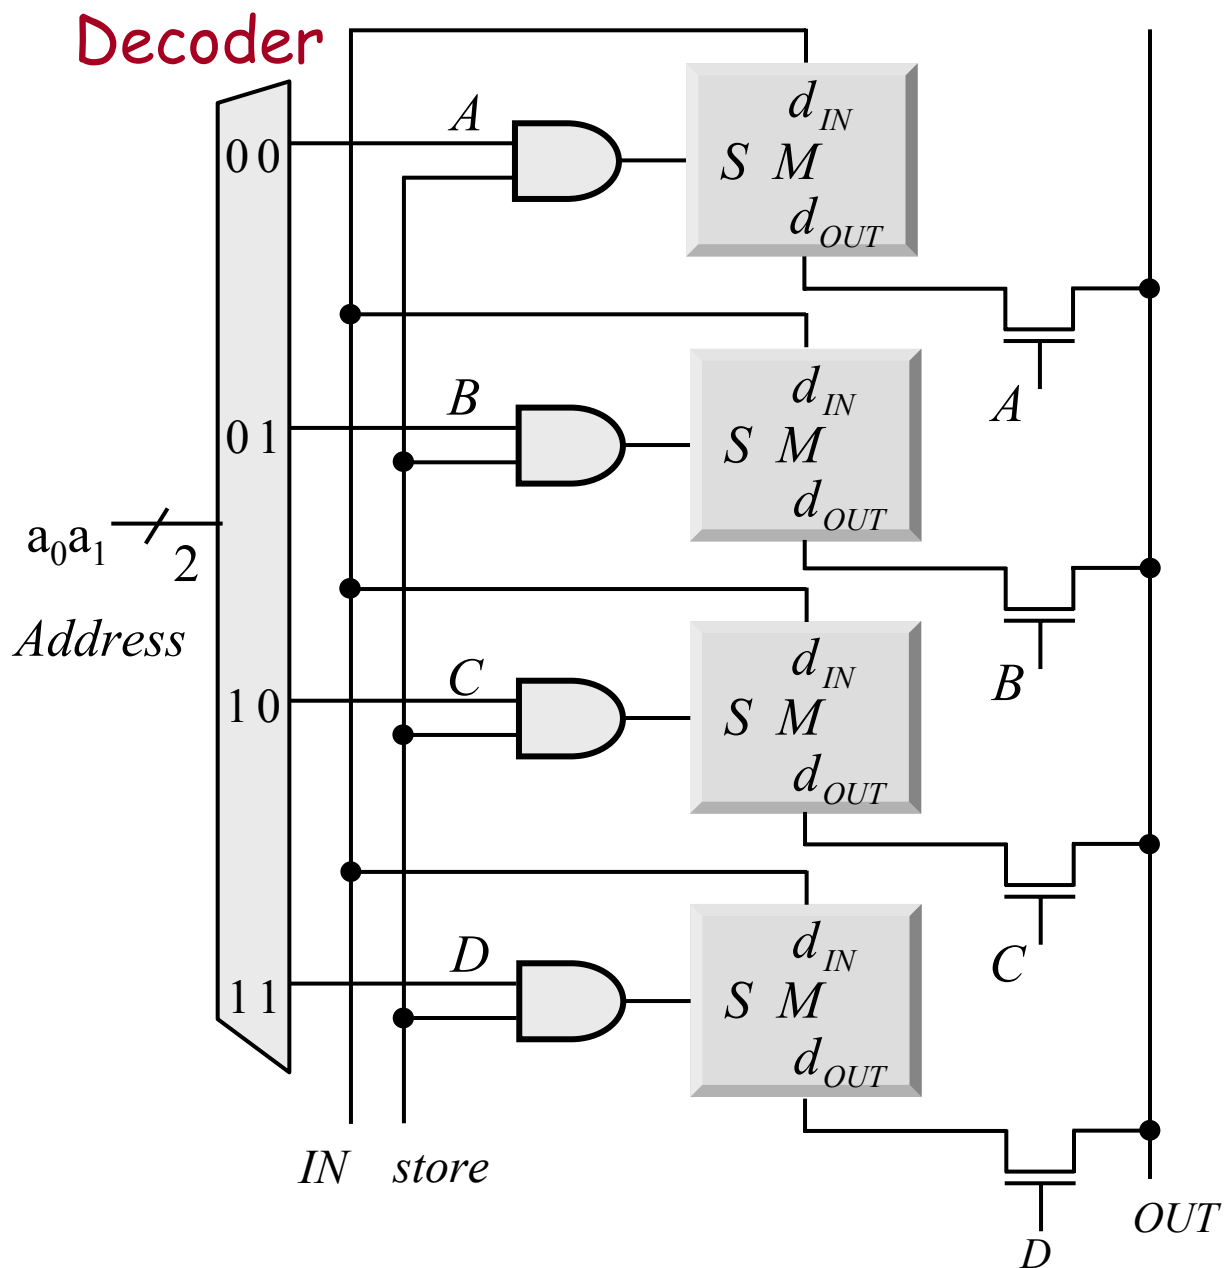 Decoder
A
d_IN
0 0
S M
d_OUT
A
B
d_IN
0 1
S M
d_OUT
a_0a_1
2
Address
B
C
d_IN
1 0
S M
d_OUT
C
D
d_IN
1 1
S M
d_OUT
IN store
OUT
D